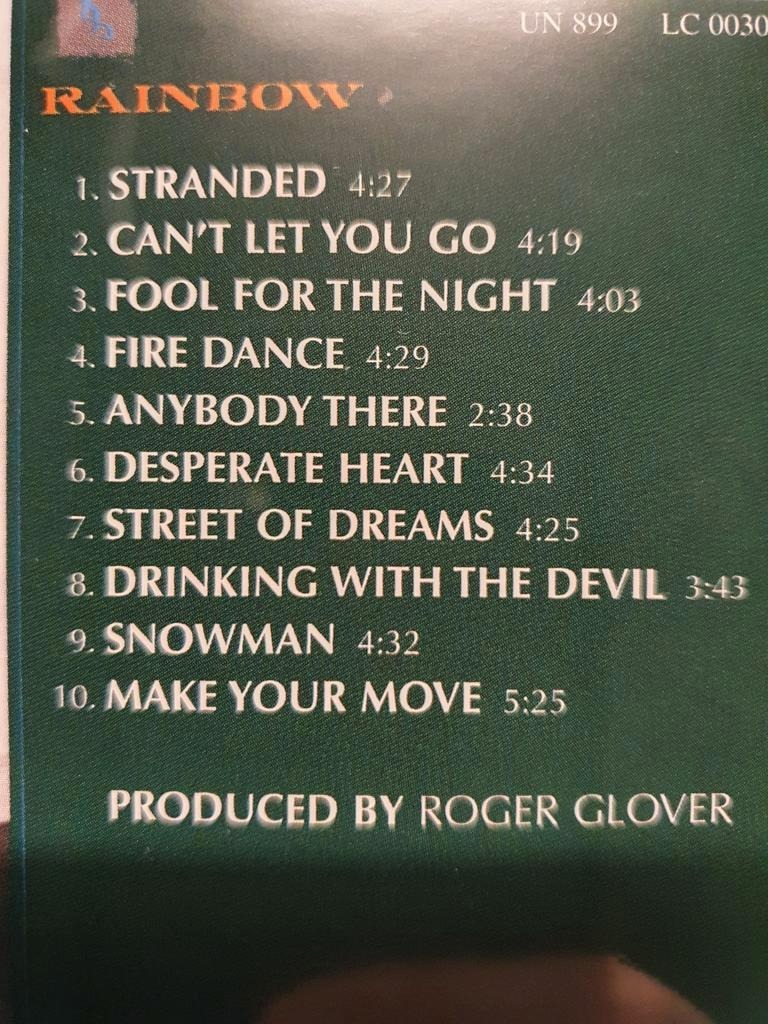 UN 899 LC 0030
RAINBOW
1. STRANDED 4:27
2. CAN'T LET YOU GO 4:19
3. FOOL FOR THE NIGHT 4:03
4. FIRE DANCE 4:29
5. ANYBODY THERE 2:38
6. DESPERATE HEART 4:34
7. STREET OF DREAMS 4:25
8. DRINKING WITH THE DEVIL 3:43
9. SNOWMAN 4:32
10. MAKE YOUR MOVE 5:25
PRODUCED BY ROGER GLOVER